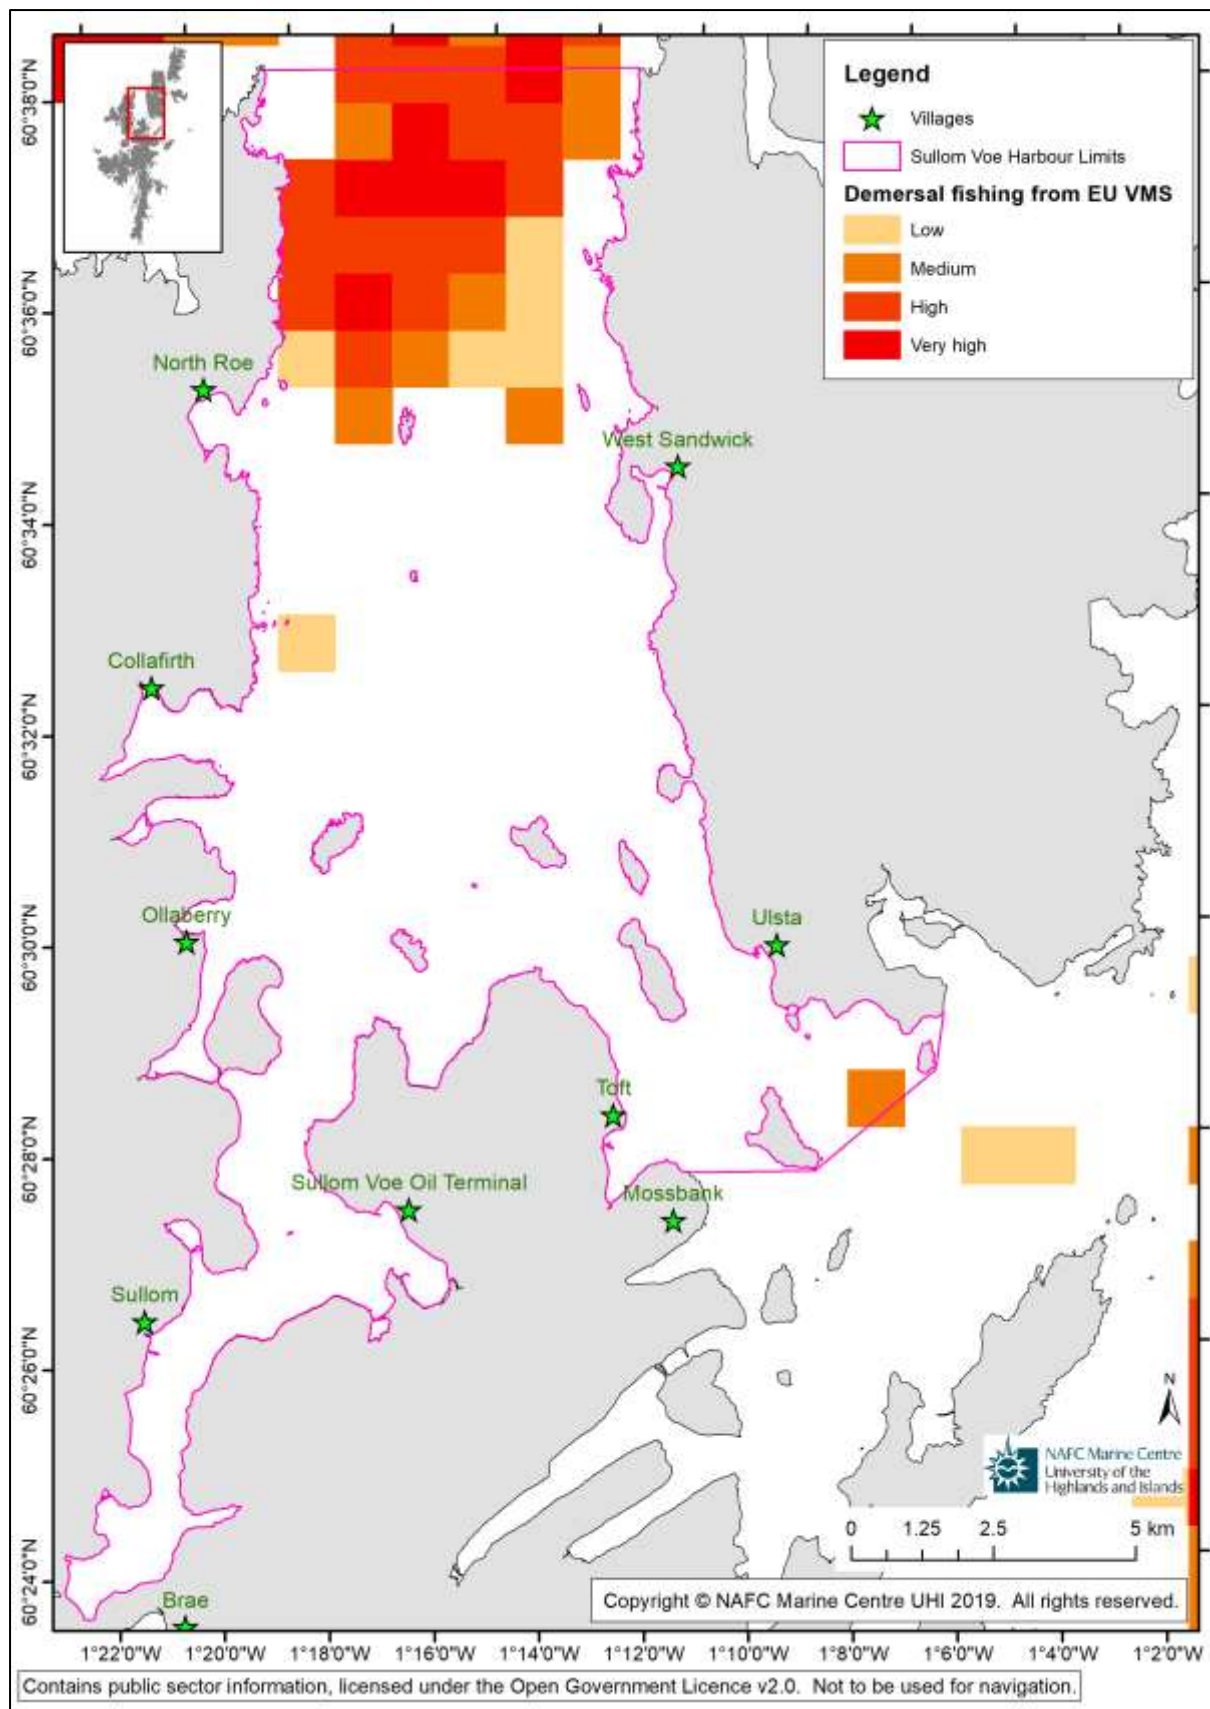 Legend
Villages
Sullom Voe Harbour Limits
Demersal fishing from EU VMS
Low
Medium
High
Very high
60°38'0"N
60°36'0"N
60°34'0"N
60°32'0"N
60°30'0"N
60°28'0"N
60°26'0"N
60°24'0"N
North Roe
West Sandwick
Collafirth
Ollaberry
Ulsta
Toft
Sullom Voe Oil Terminal
Mossbank
Sullom
Brae
N
NAFC Marine Centre
University of the
Highlands and Islands
0 1.25 2.5 5 km
Copyright © NAFC Marine Centre UHI 2019. All rights reserved.
1°22'0"W 1°20'0"W 1°18'0"W 1°16'0"W 1°14'0"W 1°12'0"W 1°10'0"W 1°8'0"W 1°6'0"W 1°4'0"W 1°2'0"W
Contains public sector information, licensed under the Open Government Licence v2.0. Not to be used for navigation.